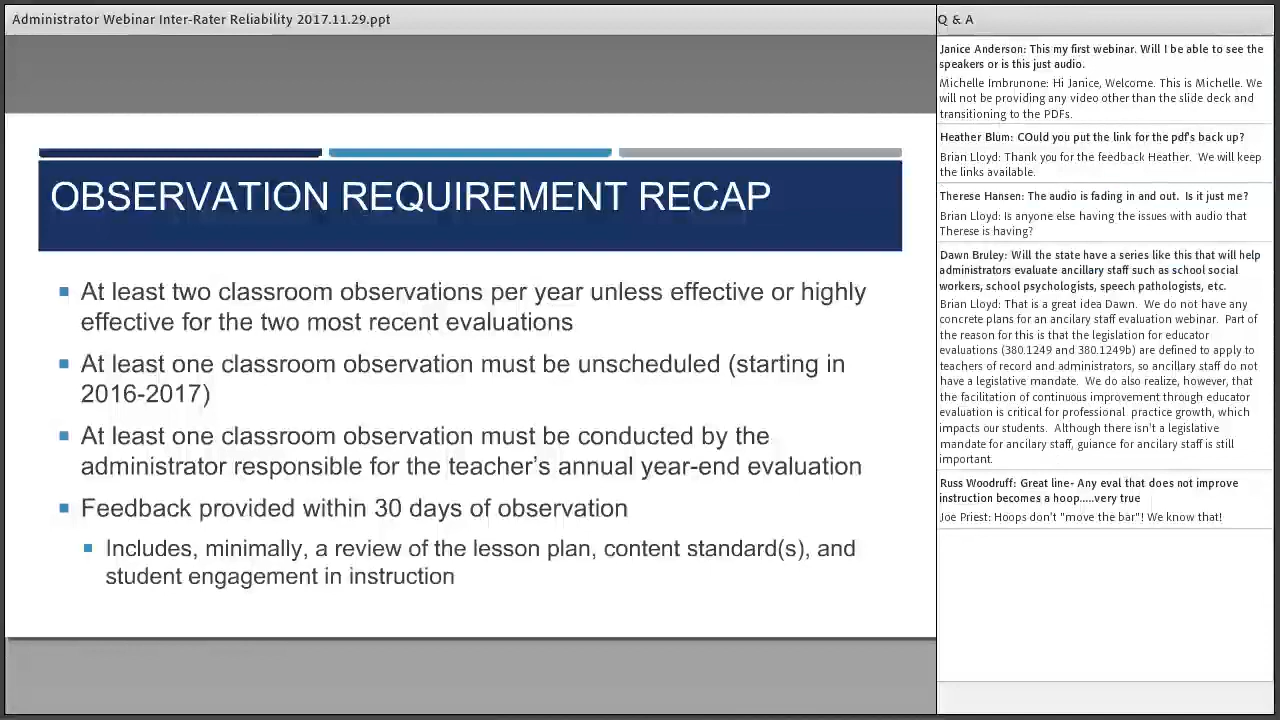 Administrator Webinar Inter-Rater Reliability 2017.11.29.ppt
OBSERVATION REQUIREMENT RECAP
At least two classroom observations per year unless effective or highly
effective for the two most recent evaluations
At least one classroom observation must be unscheduled (starting in
2016-2017)
At least one classroom observation must be conducted by the
administrator responsible for the teacher’s annual year-end evaluation
Feedback provided within 30 days of observation
Includes, minimally, a review of the lesson plan, content standard(s), and
student engagement in instruction
Q & A
Janice Anderson: This my first webinar. Will I be able to see the
speakers or is this just audio.
Michelle Imbrunone: Hi Janice, Welcome. This is Michelle. We
will not be providing any video other than the slide deck and
transitioning to the PDFs.
Heather Blum: COuld you put the link for the pdf's back up?
Brian Lloyd: Thank you for the feedback Heather.  We will keep
the links available.
Therese Hansen: The audio is fading in and out.  Is it just me?
Brian Lloyd: Is anyone else having the issues with audio that
Therese is having?
Dawn Bruley: Will the state have a series like this that will help
administrators evaluate ancillary staff such as school social
workers, school psychologists, speech pathologists, etc.
Brian Lloyd: That is a great idea Dawn.  We do not have any
concrete plans for an ancilary staff evaluation webinar.  Part of
the reason for this is that the legislation for educator
evaluations (380.1249 and 380.1249b) are defined to apply to
teachers of record and administrators, so ancillary staff do not
have a legislative mandate.  We do also realize, however, that
the facilitation of continuous improvement through educator
evaluation is critical for professional  practice growth, which
impacts our students.  Although there isn't a legislative
mandate for ancilary staff, guiance for ancilary staff is still
important.
Russ Woodruff: Great line- Any eval that does not improve
instruction becomes a hoop.....very true
Joe Priest: Hoops don't "move the bar"! We know that!